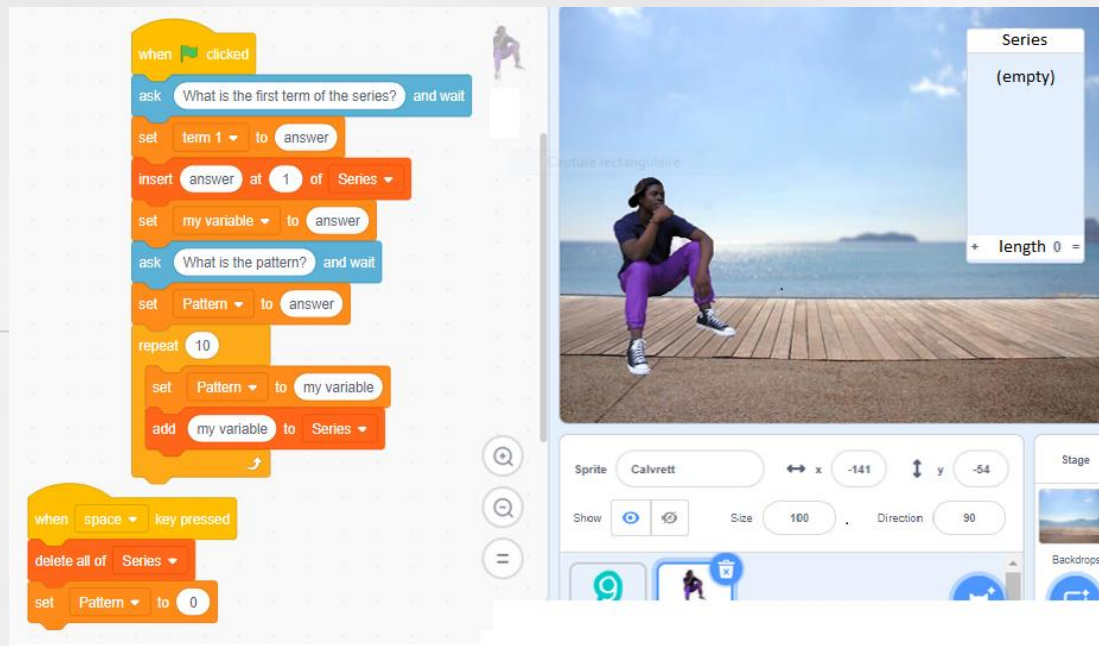 when clicked
ask What is the first term of the series? and wait
set term 1 to answer
insert answer at 1 of Series
set my variable to answer
ask What is the pattern? and wait
set Pattern to answer
repeat 10
set Pattern to my variable
add my variable to Series
when space key pressed
delete all of Series
set Pattern to 0
Capture rectangulaire
Series
(empty)
+ length 0 =
Sprite Calvrett x -141 y -54
Show Size 100 Direction 90
Stage
Backdrops